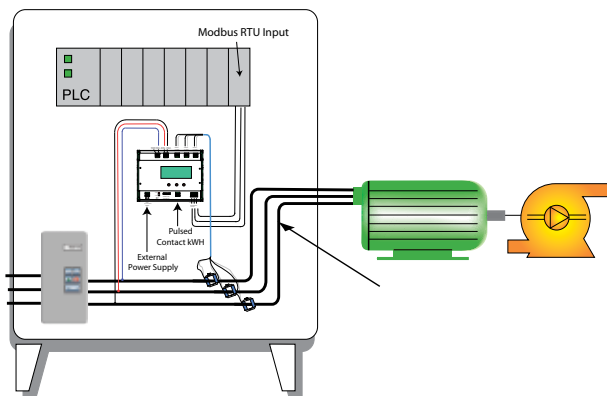 Modbus RTU Input
PLC
Pulsed
Contact kWH
External
Power Supply